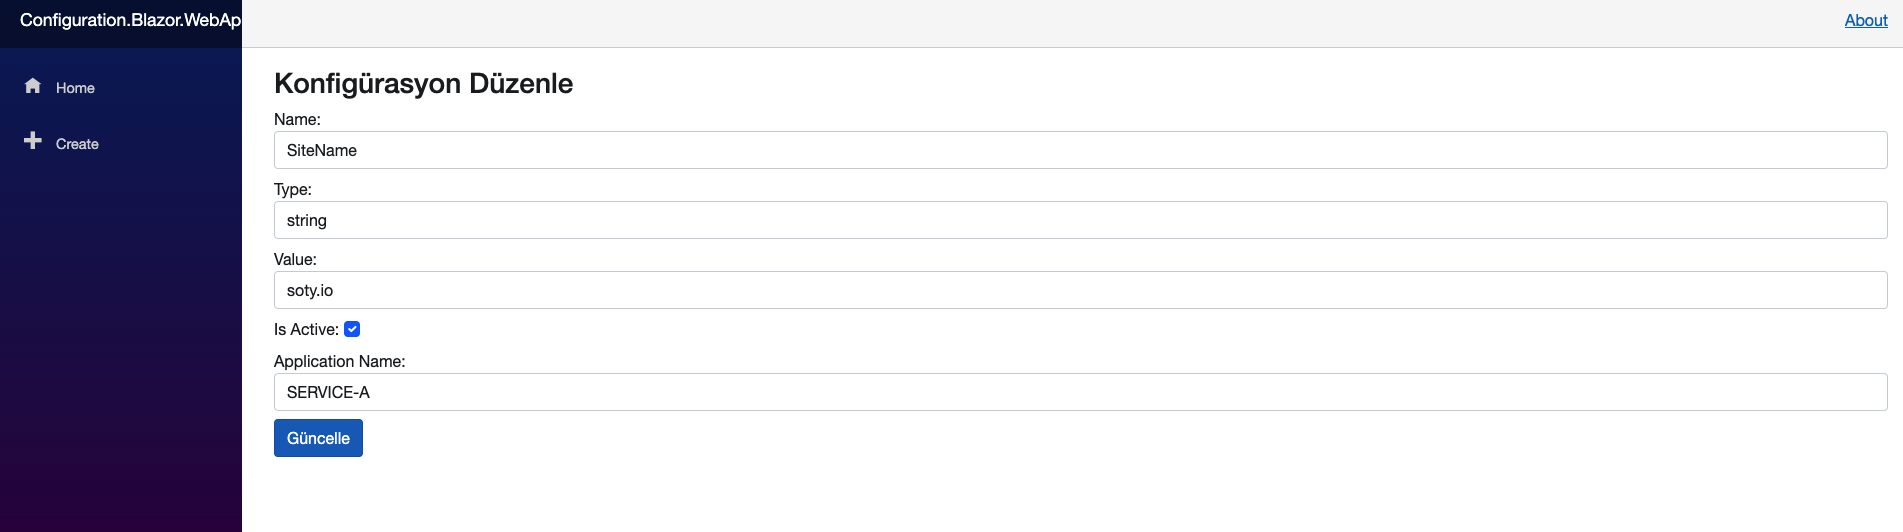 Configuration.Blazor.WebAp
About
Home
Create
Konfigürasyon Düzenle
Name:
SiteName
Type:
string
Value:
soty.io
Is Active:
Application Name:
SERVICE-A
Güncelle